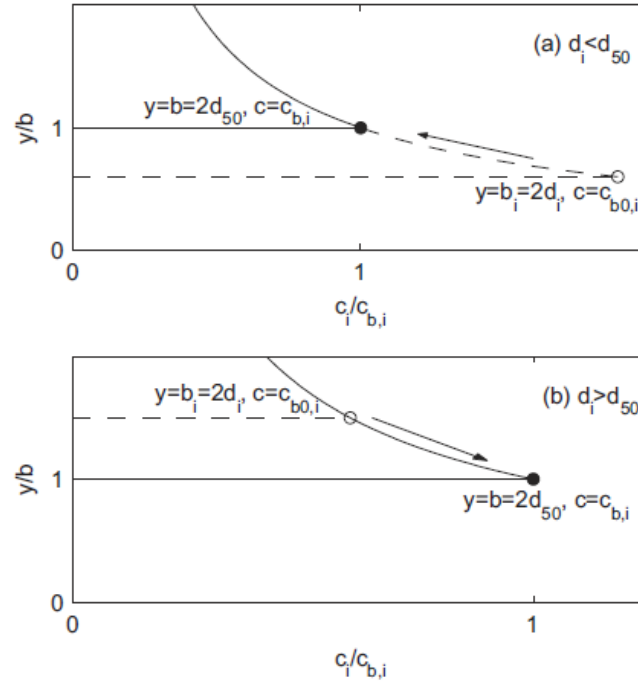 (a) d_i<d_50
y=b=2d_50, c=c_b,i
y/b
1
y=b_i=2d_i, c=c_b0,i
0
0
1
c_i/c_b,i
y=b_i=2d_i, c=c_b0,i
(b) d_i>d_50
y/b
1
y=b=2d_50, c=c_b,i
0
0
1
c_i/c_b,i